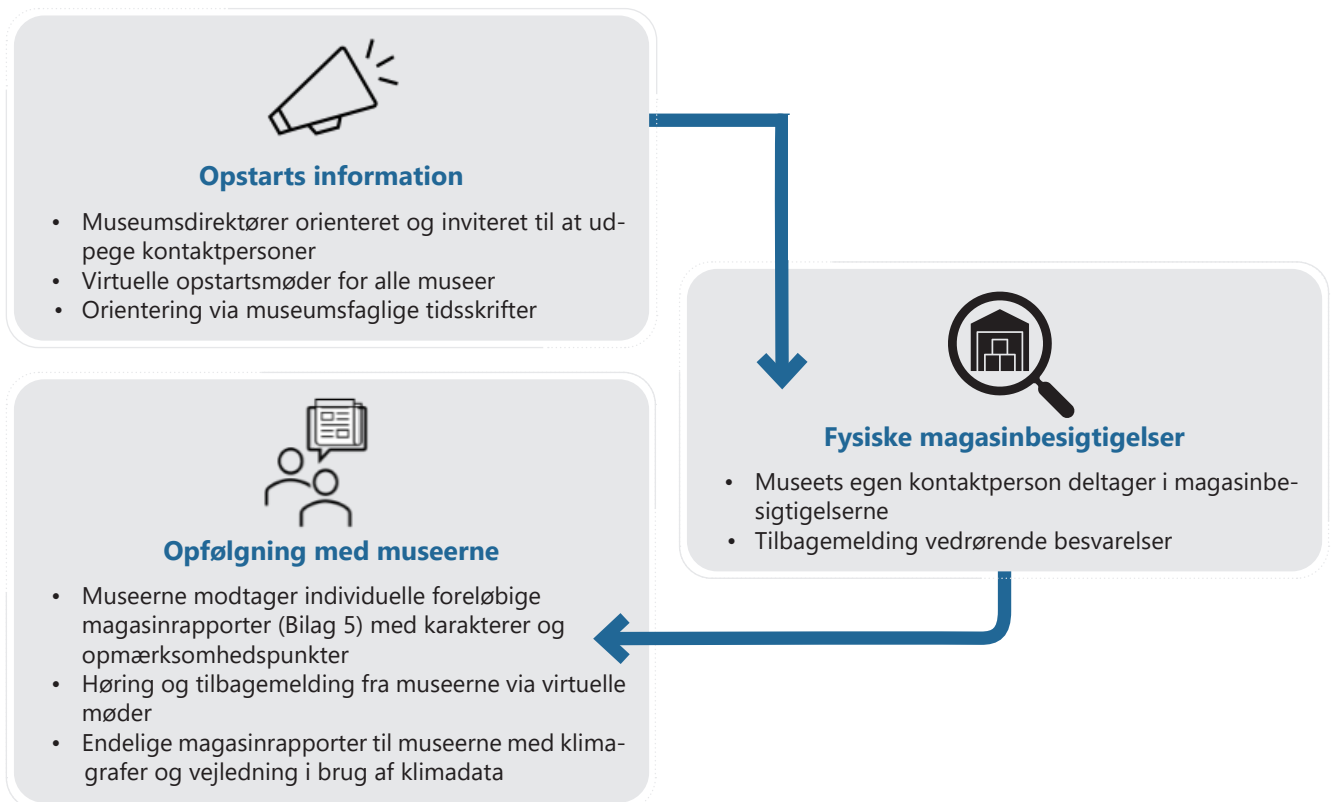 Opstarts information
• Museumsdirektører orienteret og inviteret til at ud-
pege kontaktpersoner
• Virtuelle opstartsmøder for alle museer
• Orientering via museumsfaglige tidsskrifter
Fysiske magasinbesigtigelser
• Museets egen kontaktperson deltager i magasinbe-
sigtigelserne
• Tilbagemelding vedrørende besvarelser
Opfølgning med museerne
• Museerne modtager individuelle foreløbige
magasinrapporter (Bilag 5) med karakterer og
opmærksomhedspunkter
• Høring og tilbagemelding fra museerne via virtuelle
møder
• Endelige magasinrapporter til museerne med klima-
grafer og vejledning i brug af klimadata